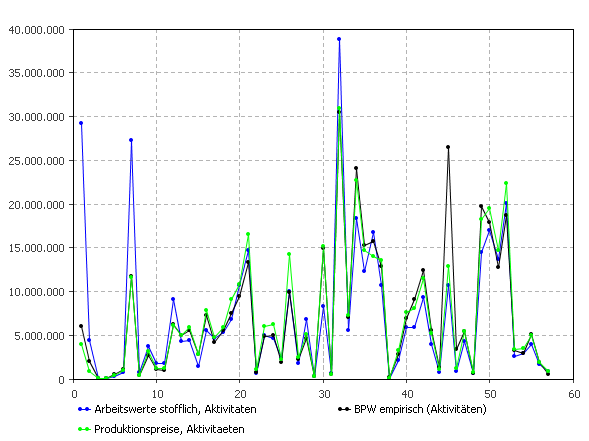 40.000.000
35.000.000
30.000.000
25.000.000
20.000.000
15.000.000
10.000.000
5.000.000
0
0 10 20 30 40 50 60
Arbeitswerte stofflich, Aktivitaten
BPW empirisch (Aktivitäten)
Produktionspreise, Aktivitaeten